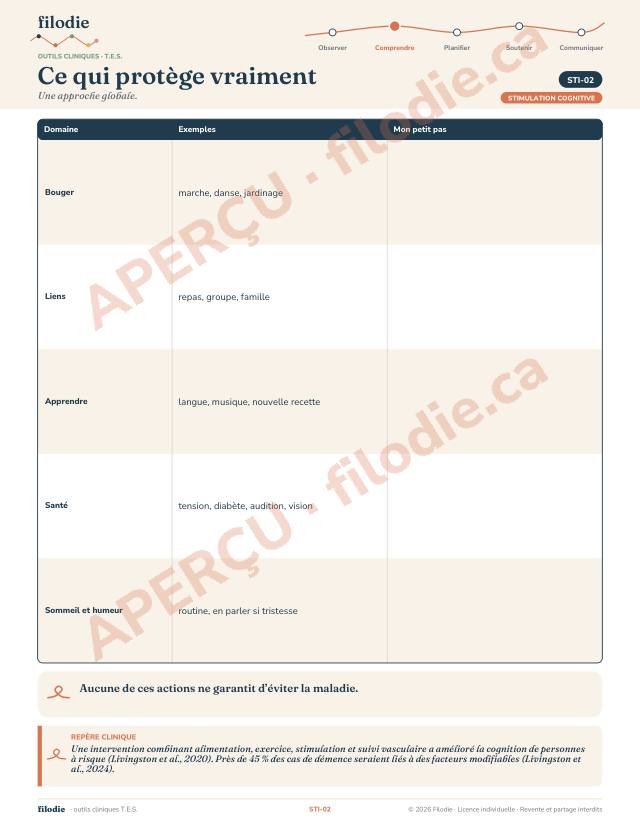 filodie
OUTILS CLINIQUES · T.E.S.
Observer Comprendre Planifier Soutenir Communiquer
Ce qui protège vraiment
Une approche globale.
STI-02
STIMULATION COGNITIVE
Domaine Exemples Mon petit pas
Bouger marche, danse, jardinage
Liens repas, groupe, famille
Apprendre langue, musique, nouvelle recette
Santé tension, diabète, audition, vision
Sommeil et humeur routine, en parler si tristesse
APERÇU · filodie.ca
APERÇU · filodie.ca
Aucune de ces actions ne garantit d'éviter la maladie.
REPÈRE CLINIQUE
Une intervention combinant alimentation, exercice, stimulation et suivi vasculaire a amélioré la cognition de personnes
à risque (Livingston et al., 2020). Près de 45 % des cas de démence seraient liés à des facteurs modifiables (Livingston et
al., 2024).
filodie · outils cliniques T.E.S. STI-02 © 2026 Filodie · Licence individuelle · Revente et partage interdits